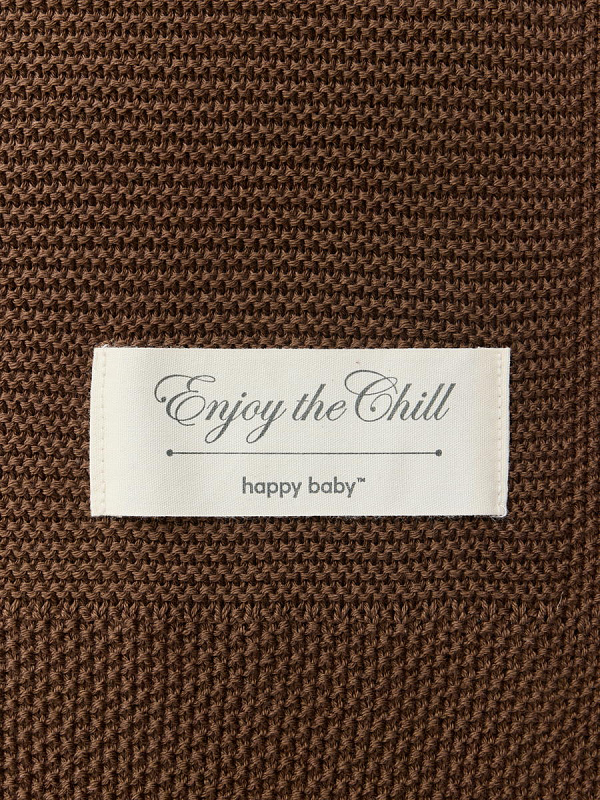 Enjoy the Chill
happy baby™